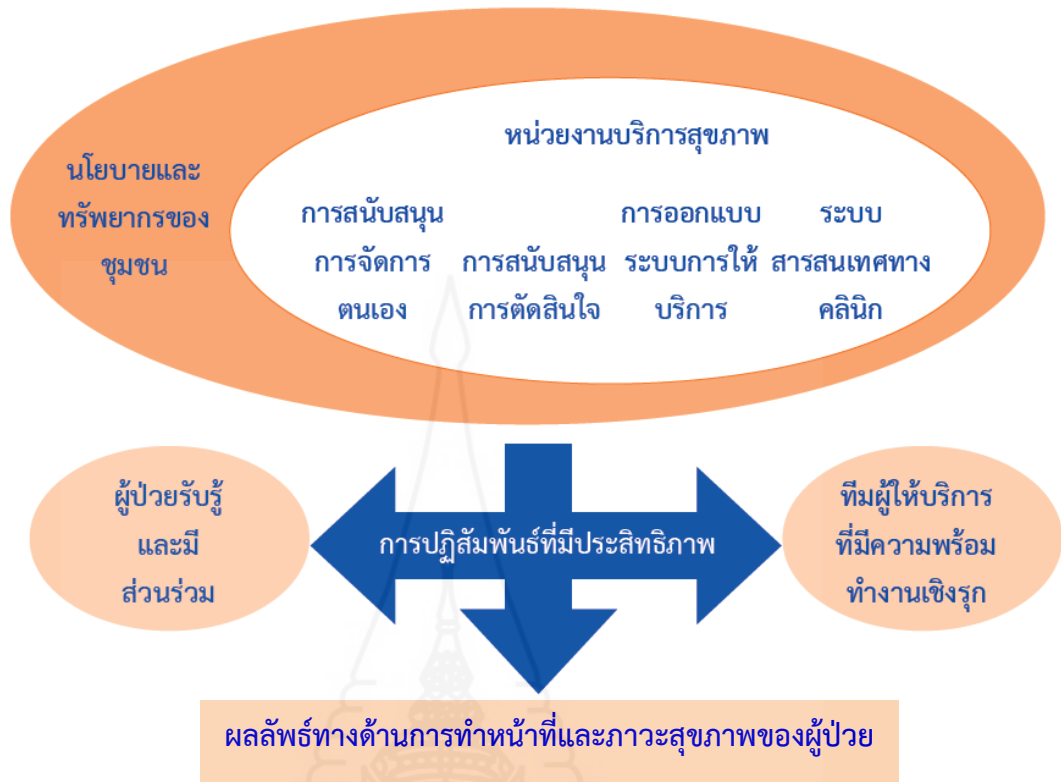 นโยบายและ
ทรัพยากรของ
ชุมชน
หน่วยงานบริการสุขภาพ
การสนับสนุน
การจัดการ
ตนเอง
การสนับสนุน
การตัดสินใจ
การออกแบบ
ระบบการให้
บริการ
ระบบ
สารสนเทศทาง
คลินิก
ผู้ป่วยรับรู้
และมี
ส่วนร่วม
การปฏิสัมพันธ์ที่มีประสิทธิภาพ
ทีมผู้ให้บริการ
ที่มีความพร้อม
ทำงานเชิงรุก
ผลลัพธ์ทางด้านการทำหน้าที่และภาวะสุขภาพของผู้ป่วย